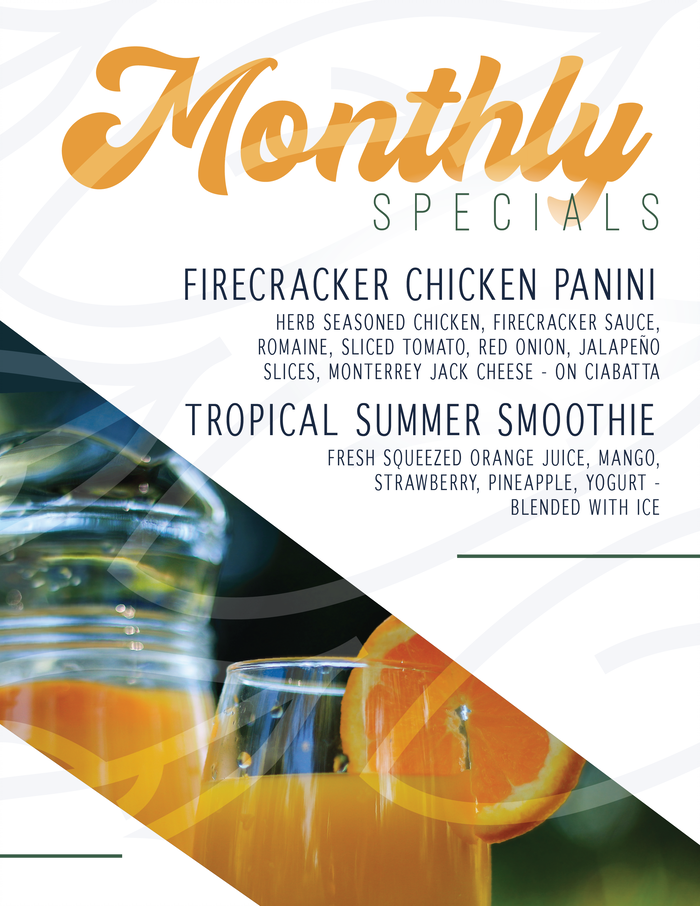 Monthly
SPECIALS
FIRECRACKER CHICKEN PANINI
HERB SEASONED CHICKEN, FIRECRACKER SAUCE,
ROMAINE, SLICED TOMATO, RED ONION, JALAPEÑO
SLICES, MONTERREY JACK CHEESE - ON CIABATTA
TROPICAL SUMMER SMOOTHIE
FRESH SQUEEZED ORANGE JUICE, MANGO,
STRAWBERRY, PINEAPPLE, YOGURT -
BLENDED WITH ICE